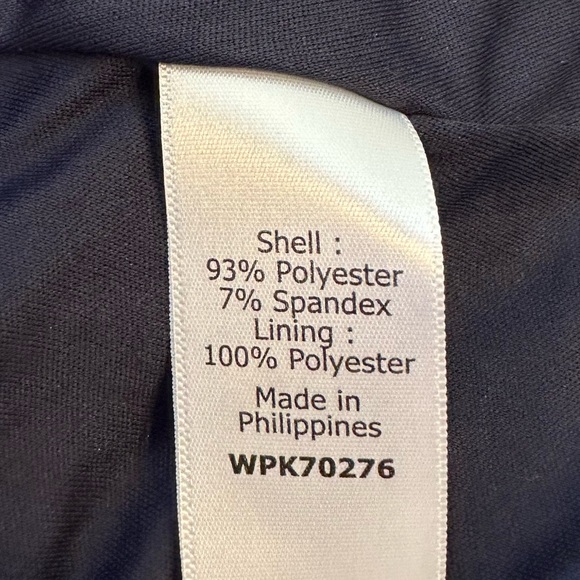 Shell :
93% Polyester
7% Spandex
Lining :
100% Polyester
Made in
Philippines
WPK70276